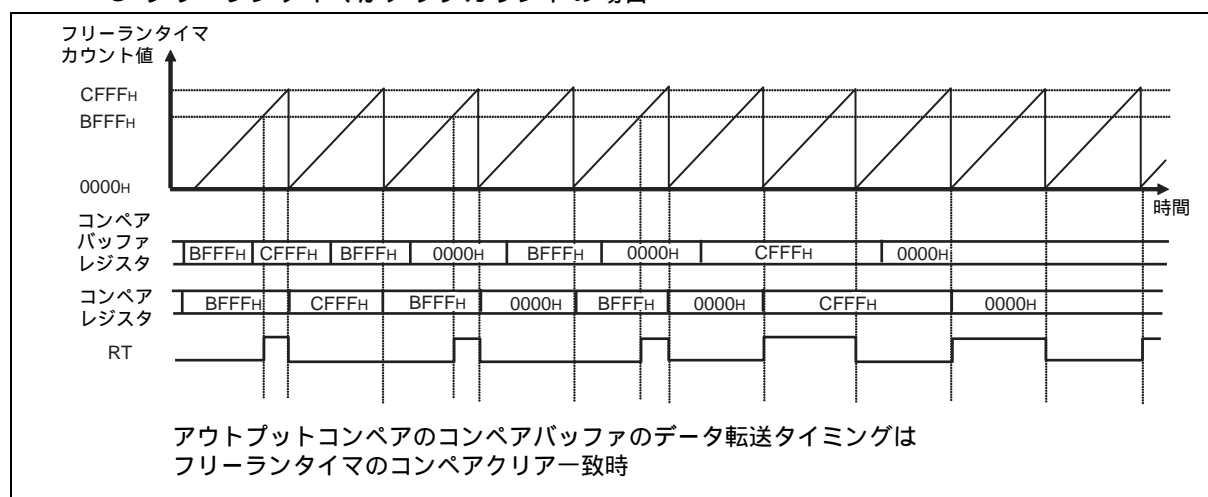 フリーランタイマ
カウント値
CFFFH
BFFFH
0000H
時間
コンペア
バッファ
レジスタ
BFFFH CFFFH BFFFH 0000H BFFFH 0000H CFFFH 0000H
コンペア
レジスタ
BFFFH CFFFH BFFFH 0000H BFFFH 0000H CFFFH 0000H
RT
アウトプットコンペアのコンペアバッファのデータ転送タイミングは
フリーランタイマのコンペアクリア一致時